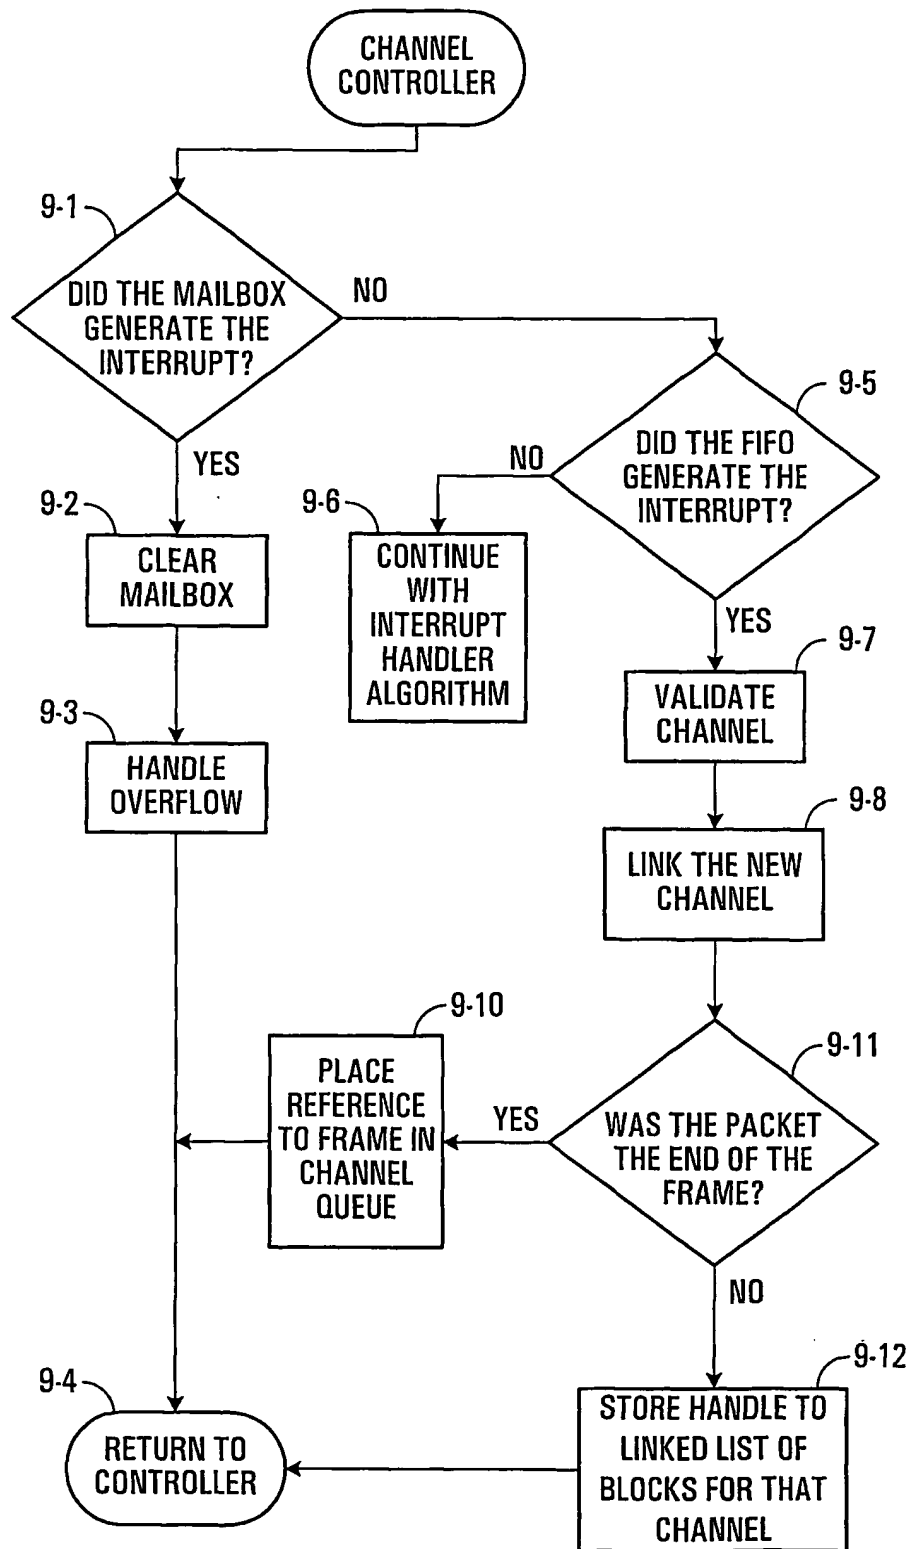 CHANNEL
CONTROLLER
9-1
DID THE MAILBOX
GENERATE THE
INTERRUPT?
NO
YES
9-5
DID THE FIFO
GENERATE THE
INTERRUPT?
NO
YES
9-2
CLEAR
MAILBOX
9-6
CONTINUE
WITH
INTERRUPT
HANDLER
ALGORITHM
9-7
VALIDATE
CHANNEL
9-3
HANDLE
OVERFLOW
9-8
LINK THE NEW
CHANNEL
9-10
PLACE
REFERENCE
TO FRAME IN
CHANNEL
QUEUE
9-11
WAS THE PACKET
THE END OF THE
FRAME?
YES
NO
9-4
RETURN TO
CONTROLLER
9-12
STORE HANDLE TO
LINKED LIST OF
BLOCKS FOR THAT
CHANNEL